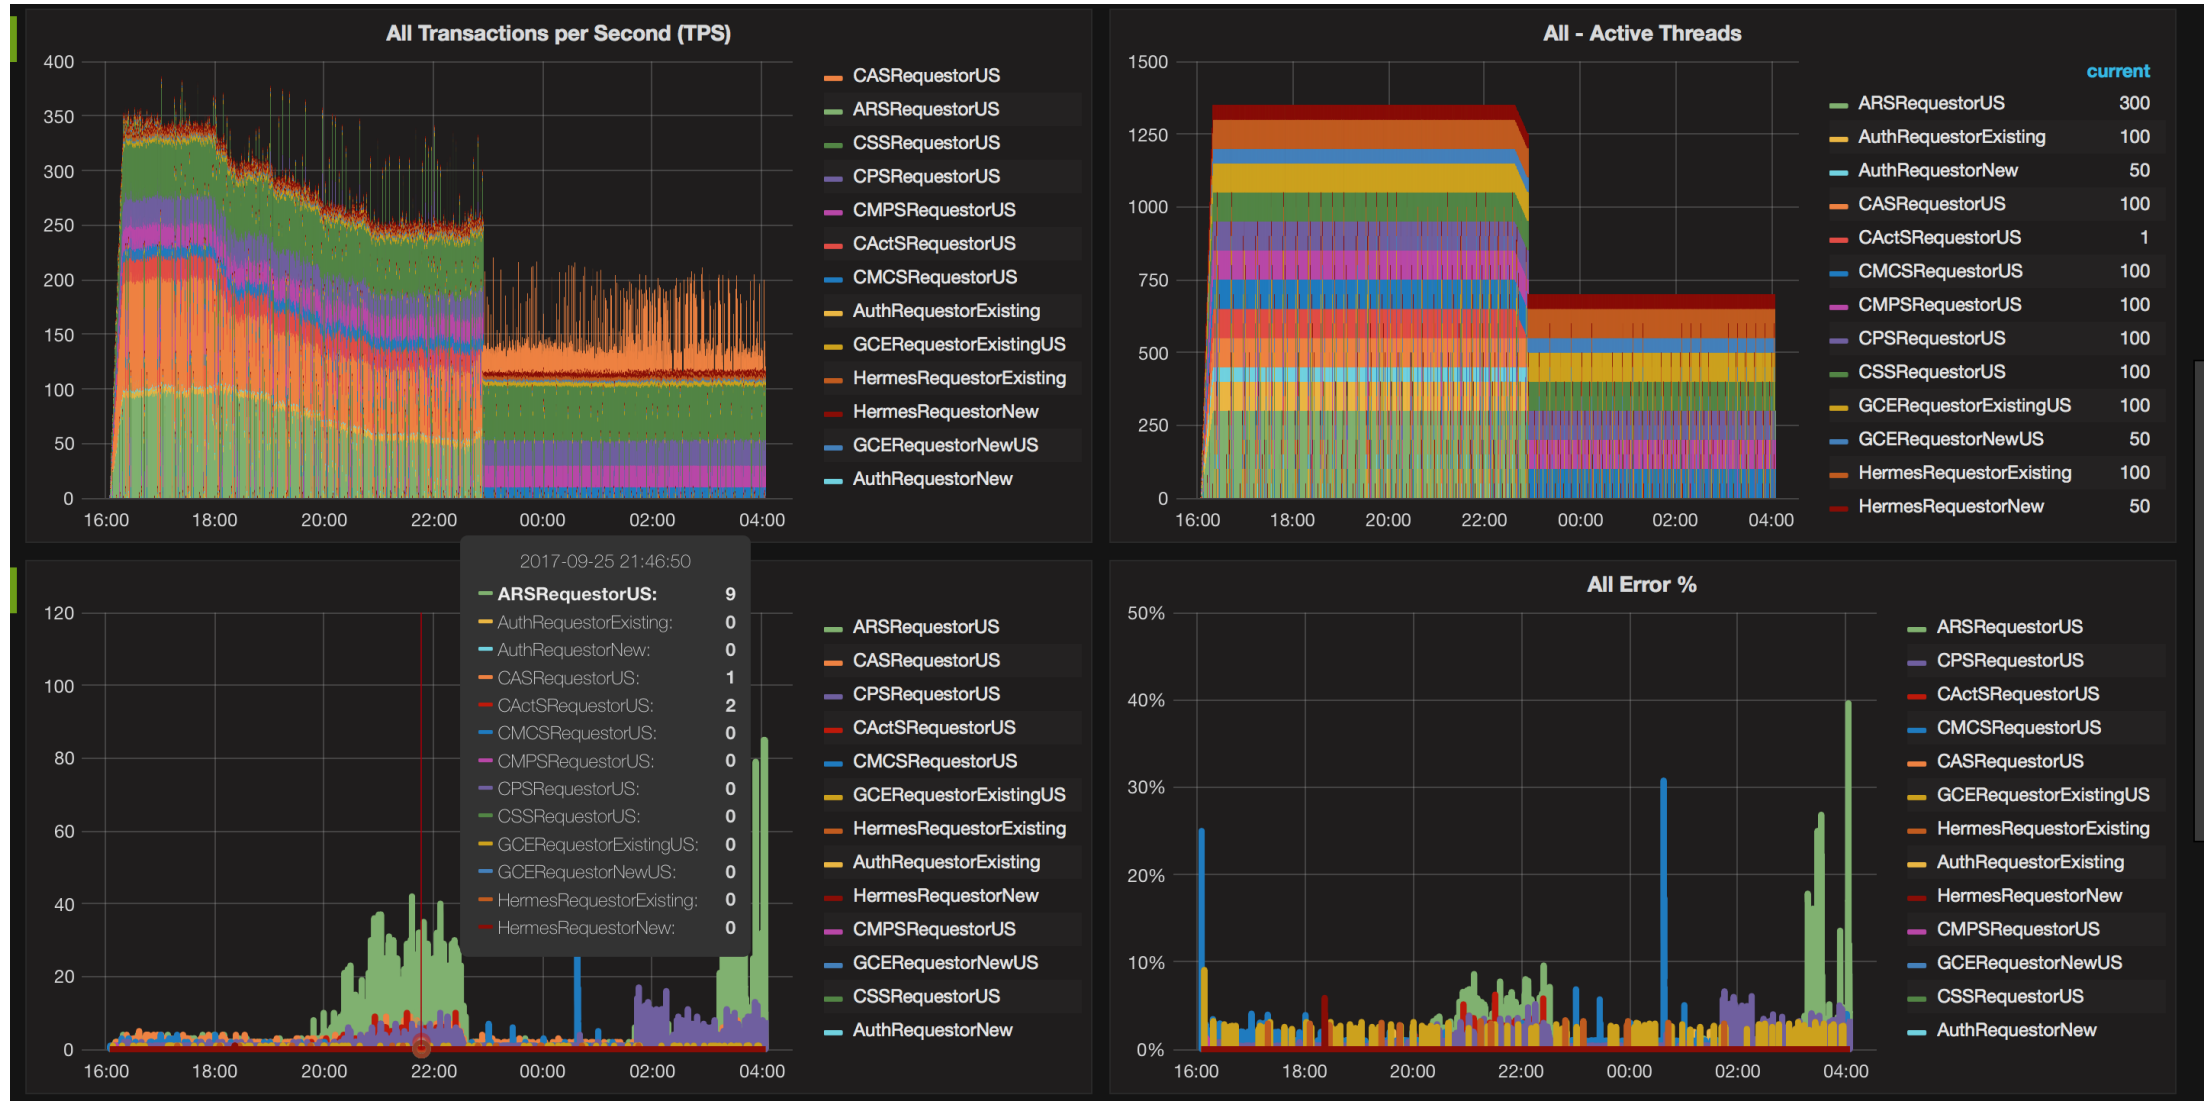 All Transactions per Second (TPS)
400
350
300
250
200
150
100
50
0
16:00 18:00 20:00 22:00 00:00 02:00 04:00
CASRequestorUS
ARSRequestorUS
CSSRequestorUS
CPSRequestorUS
CMPSRequestorUS
CActSRequestorUS
CMCSRequestorUS
AuthRequestorExisting
GCERequestorExistingUS
HermesRequestorExisting
HermesRequestorNew
GCERequestorNewUS
AuthRequestorNew
All - Active Threads
1500
1250
1000
750
500
250
0
16:00 18:00 20:00 22:00 00:00 02:00 04:00
current
ARSRequestorUS 300
AuthRequestorExisting 100
AuthRequestorNew 50
CASRequestorUS 100
CActSRequestorUS 1
CMCSRequestorUS 100
CMPSRequestorUS 100
CPSRequestorUS 100
CSSRequestorUS 100
GCERequestorExistingUS 100
GCERequestorNewUS 50
HermesRequestorExisting 100
HermesRequestorNew 50
120
100
80
60
40
20
0
16:00 18:00 20:00 22:00 00:00 02:00 04:00
2017-09-25 21:46:50
ARSRequestorUS: 9
AuthRequestorExisting: 0
AuthRequestorNew: 0
CASRequestorUS: 1
CActSRequestorUS: 2
CMCSRequestorUS: 0
CMPSRequestorUS: 0
CPSRequestorUS: 0
CSSRequestorUS: 0
GCERequestorExistingUS: 0
GCERequestorNewUS: 0
HermesRequestorExisting: 0
HermesRequestorNew: 0
ARSRequestorUS
CASRequestorUS
CPSRequestorUS
CActSRequestorUS
CMCSRequestorUS
GCERequestorExistingUS
HermesRequestorExisting
AuthRequestorExisting
HermesRequestorNew
CMPSRequestorUS
GCERequestorNewUS
CSSRequestorUS
AuthRequestorNew
All Error %
50%
40%
30%
20%
10%
0%
16:00 18:00 20:00 22:00 00:00 02:00 04:00
ARSRequestorUS
CPSRequestorUS
CActSRequestorUS
CMCSRequestorUS
CASRequestorUS
GCERequestorExistingUS
HermesRequestorExisting
AuthRequestorExisting
HermesRequestorNew
CMPSRequestorUS
GCERequestorNewUS
CSSRequestorUS
AuthRequestorNew